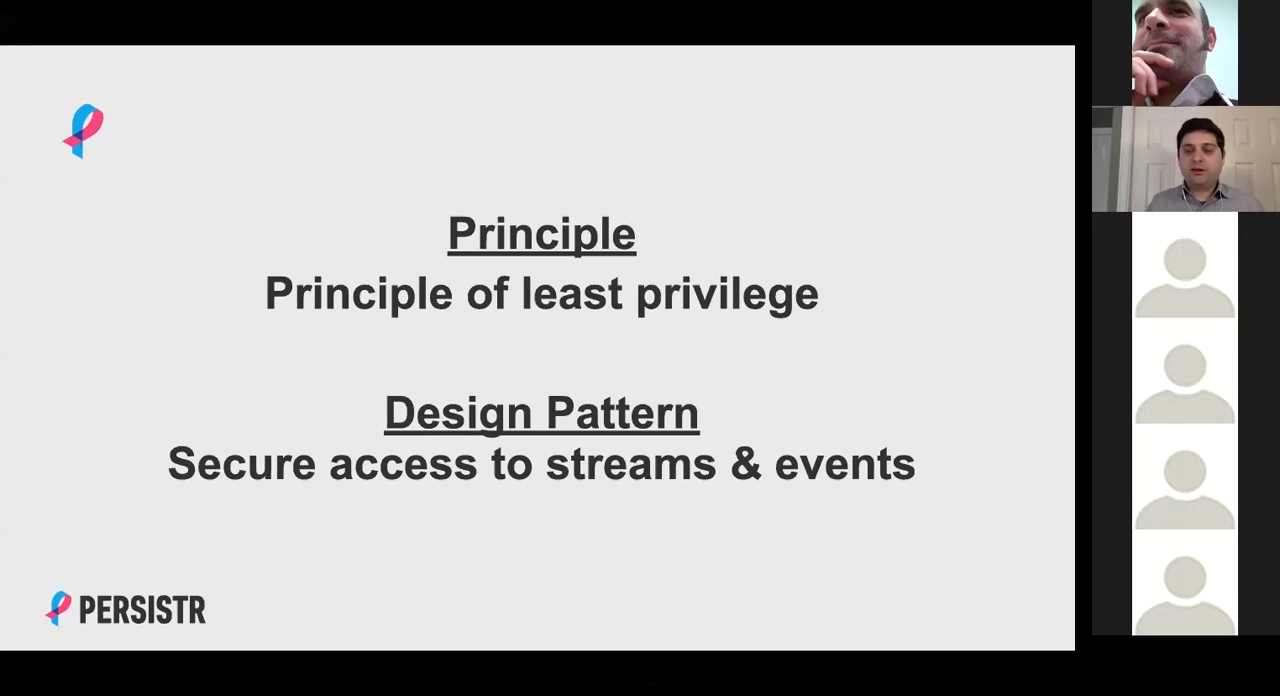 Principle
Principle of least privilege
Design Pattern
Secure access to streams & events
PERSISTR